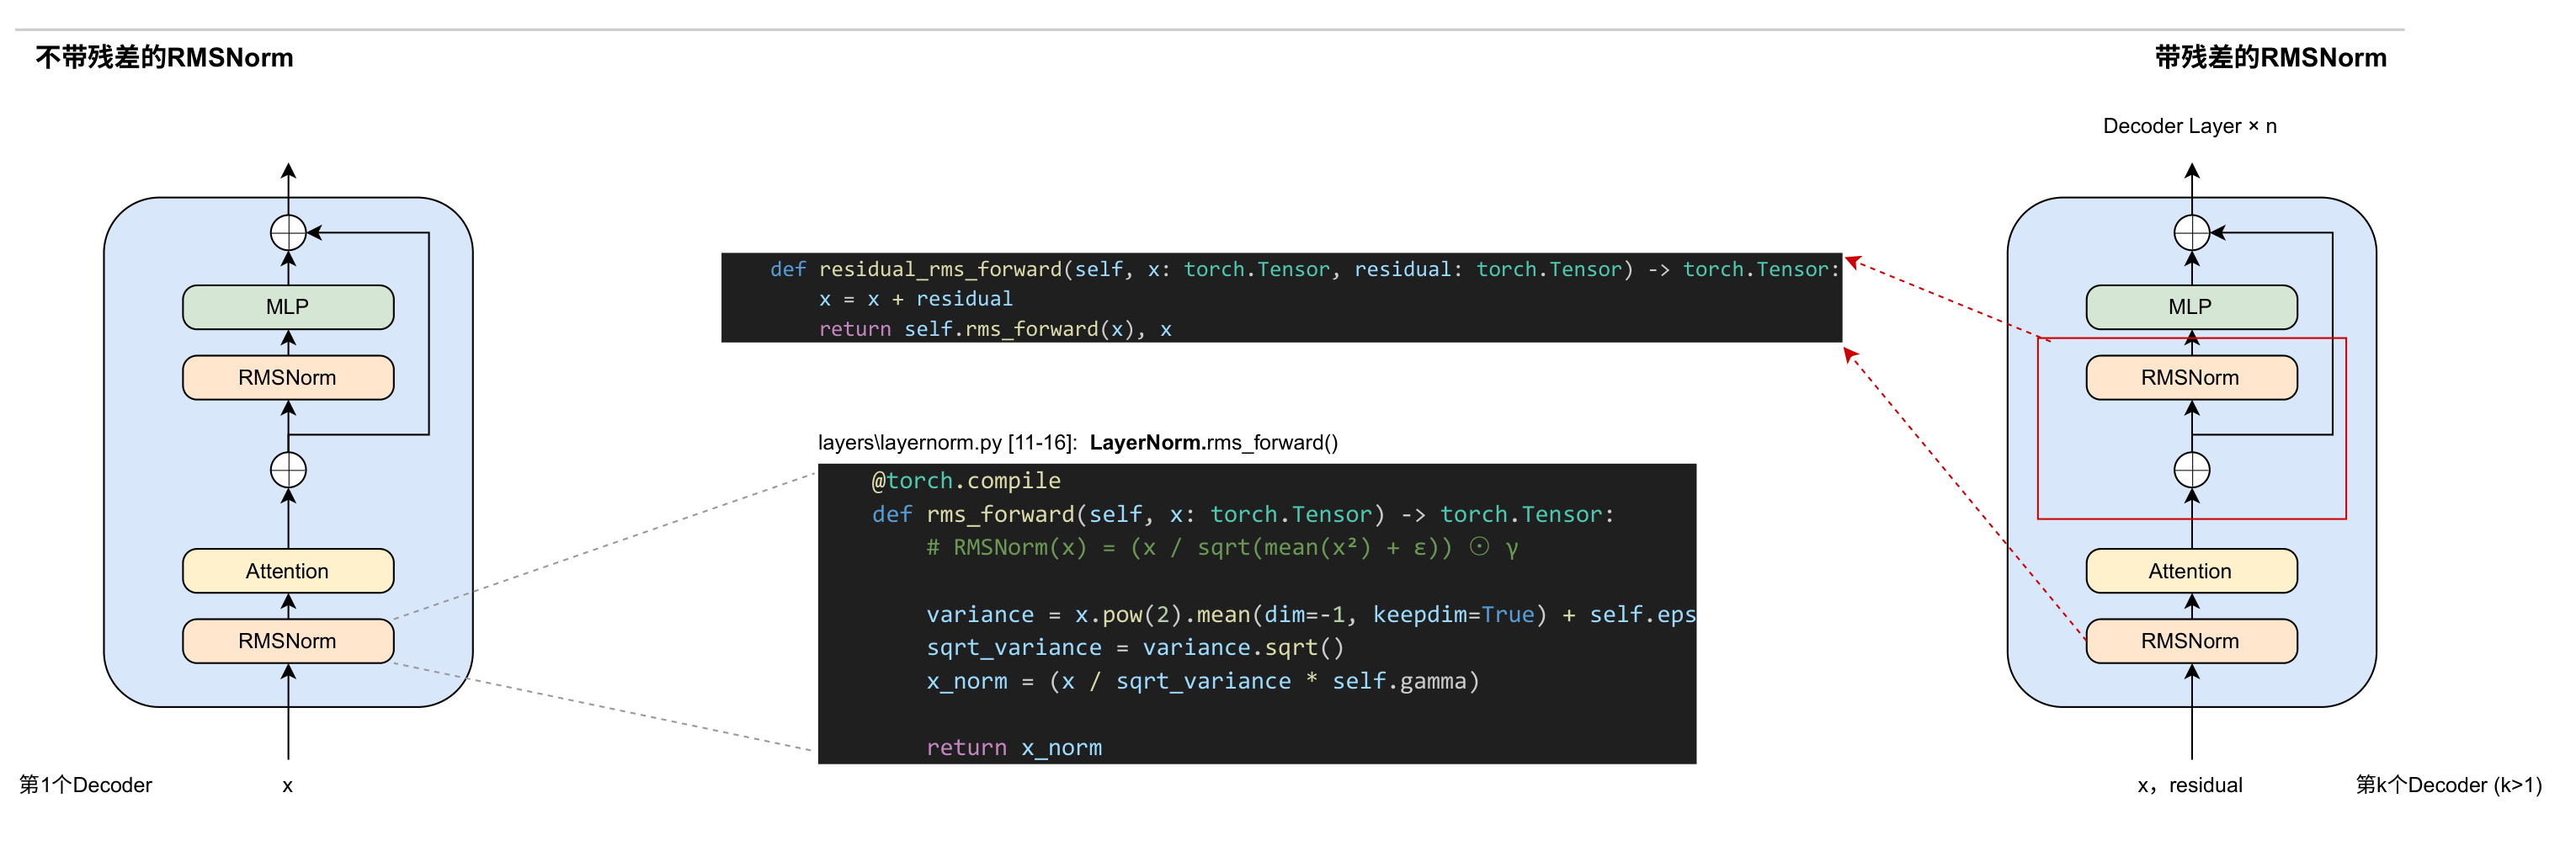 不带残差的RMSNorm
带残差的RMSNorm
Decoder Layer × n
MLP
RMSNorm
Attention
RMSNorm
第1个Decoder
x
def residual_rms_forward(self, x: torch.Tensor, residual: torch.Tensor) -> torch.Tensor:
x = x + residual
return self.rms_forward(x), x
layers\layernorm.py [11-16]: LayerNorm.rms_forward()
@torch.compile
def rms_forward(self, x: torch.Tensor) -> torch.Tensor:
# RMSNorm(x) = (x / sqrt(mean(x²) + ε)) ⊙ γ
variance = x.pow(2).mean(dim=-1, keepdim=True) + self.eps
sqrt_variance = variance.sqrt()
x_norm = (x / sqrt_variance * self.gamma)
return x_norm
MLP
RMSNorm
Attention
RMSNorm
x，residual
第k个Decoder (k>1)